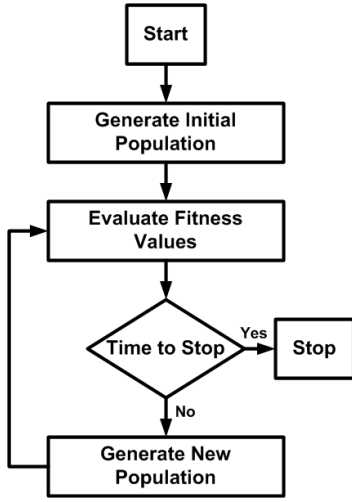 Start
Generate Initial
Population
Evaluate Fitness
Values
Time to Stop
Yes
Stop
No
Generate New
Population